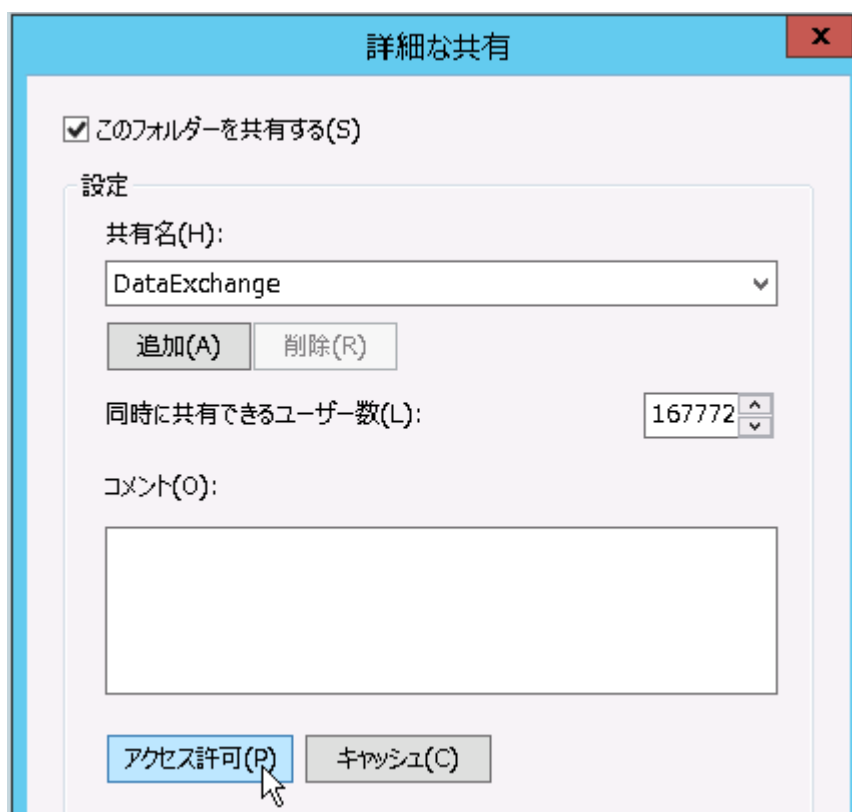 詳細な共有
このフォルダーを共有する(S)
設定
共有名(H):
DataExchange
追加(A) 削除(R)
同時に共有できるユーザー数(L): 167772
コメント(O):
アクセス許可(P) キャッシュ(C)